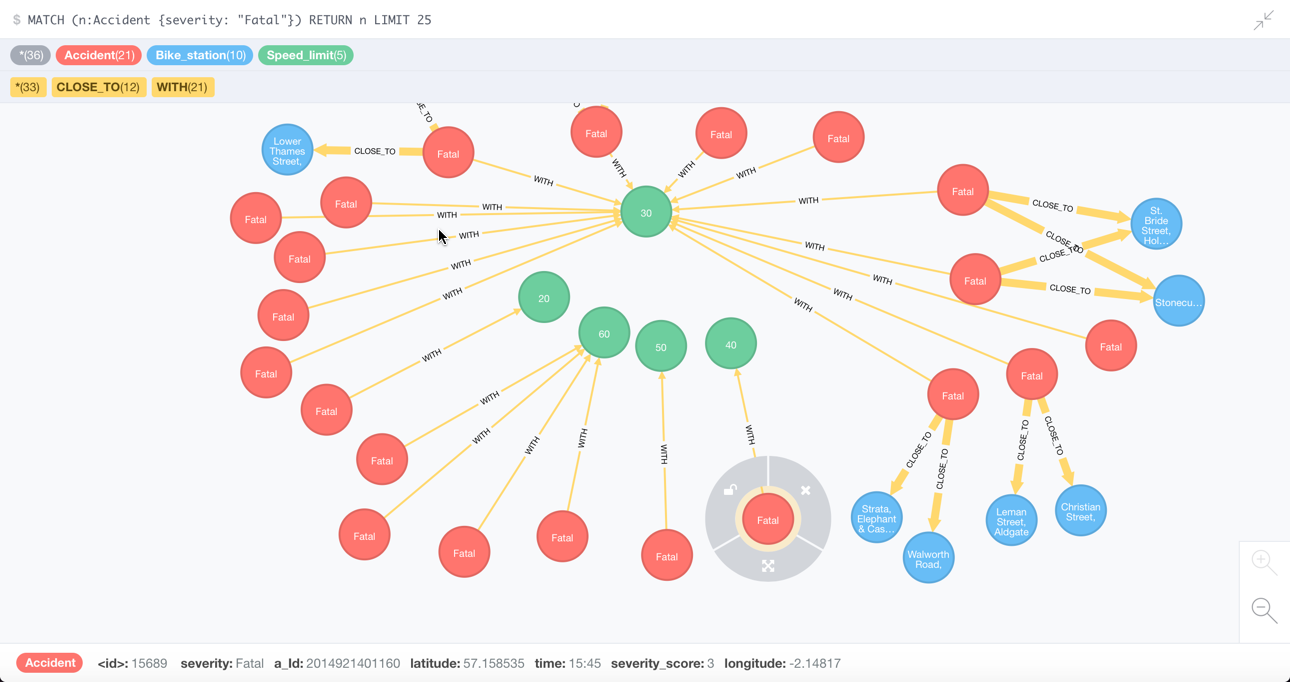 $ MATCH (n:Accident {severity: "Fatal"}) RETURN n LIMIT 25
*(36) Accident(21) Bike_station(10) Speed_limit(5)
*(33) CLOSE_TO(12) WITH(21)
Fatal
Fatal
Fatal
Fatal
Lower
Thames
Street,
CLOSE_TO
WITH
WITH
WITH
WITH
Fatal
Fatal
Fatal
WITH
WITH
30
WITH
Fatal
CLOSE_TO
St.
Bride
Street,
Hol...
CLOSE_TO
CLOSE_TO
Fatal
WITH
WITH
WITH
Fatal
CLOSE_TO
Stonecu...
WITH
WITH
20
WITH
WITH
Fatal
60
50
40
Fatal
WITH
Fatal
Fatal
Fatal
Fatal
WITH
WITH
WITH
WITH
WITH
WITH
CLOSE_TO
CLOSE_TO
CLOSE_TO
CLOSE_TO
Fatal
Fatal
Fatal
Fatal
Fatal
Fatal
Strata,
Elephant
& Cas...
Walworth
Road,
Leman
Street,
Aldgate
Christian
Street,
Accident <id>: 15689 severity: Fatal a_Id: 2014921401160 latitude: 57.158535 time: 15:45 severity_score: 3 longitude: -2.14817